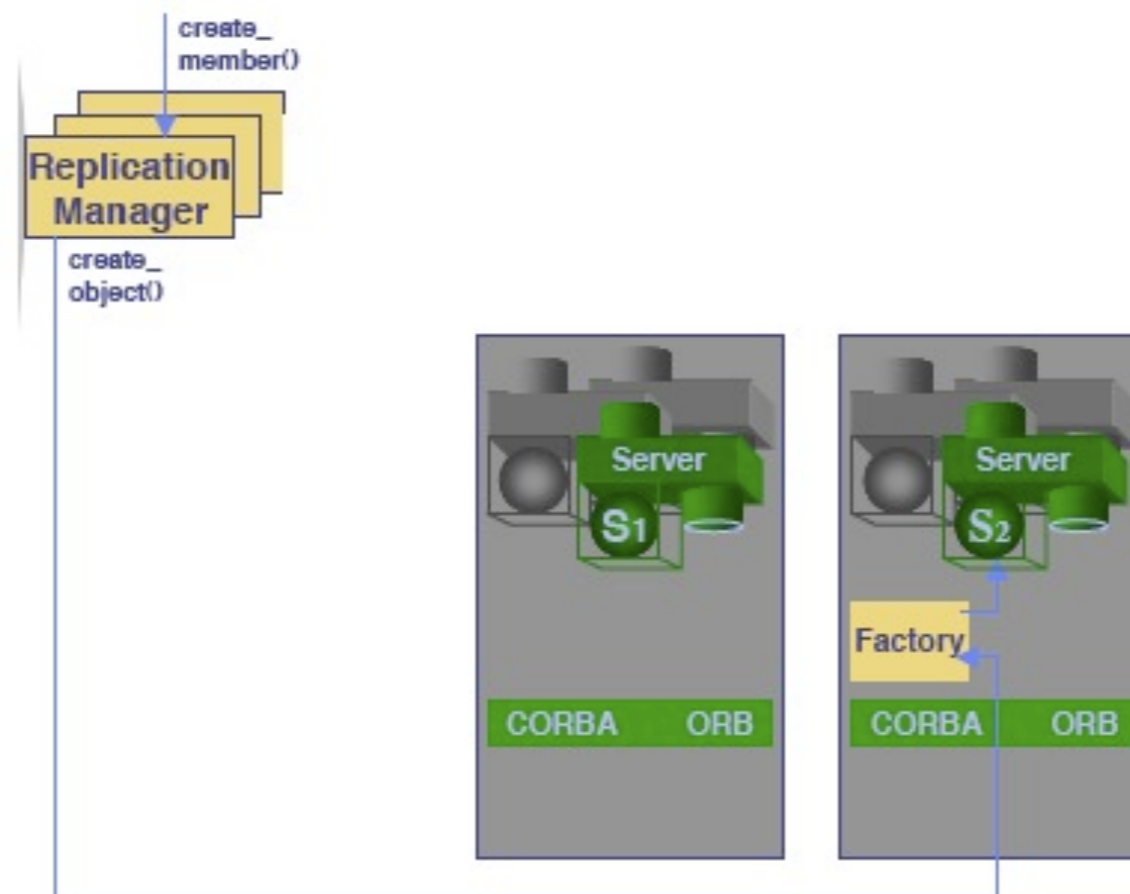 create_
member()
Replication
Manager
create_
object()
Server
S1
Server
S2
Factory
CORBA ORB
CORBA ORB